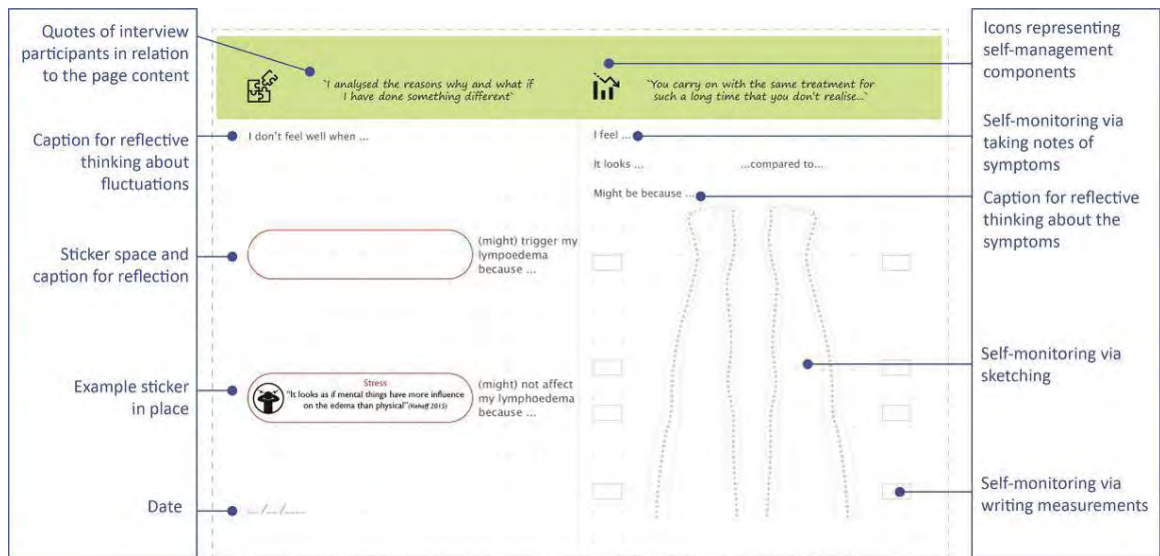 Quotes of interview
participants in relation
to the page content
Caption for reflective
thinking about
fluctuations
Sticker space and
caption for reflection
Example sticker
in place
Date
`I analysed the reasons why and what if
I have done something different`
I don't feel well when ...
(might) trigger my
lympoedema
because ...
Stress
"It looks as if mental things have more influence
on the edema than physical"
(might) not affect
my lymphoedema
because ...
__/__/____
`You carry on with the same treatment for
such a long time that you don't realise...`
I feel ...
It looks ... ...compared to...
Might be because ...
Icons representing
self-management
components
Self-monitoring via
taking notes of
symptoms
Caption for reflective
thinking about the
symptoms
Self-monitoring via
sketching
Self-monitoring via
writing measurements